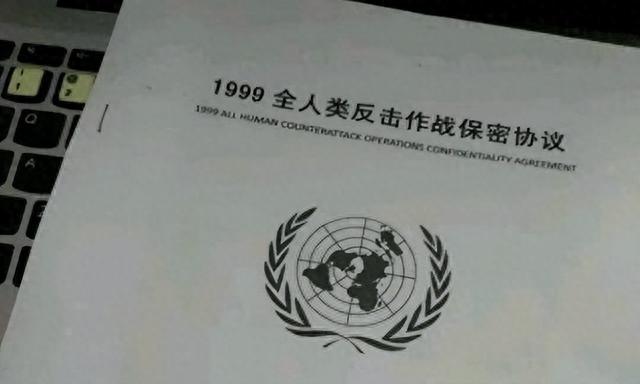 1999 全人类反击作战保密协议
1999 ALL HUMAN COUNTERATTACK OPERATIONS CONFIDENTIALITY AGREEMENT
Q
A